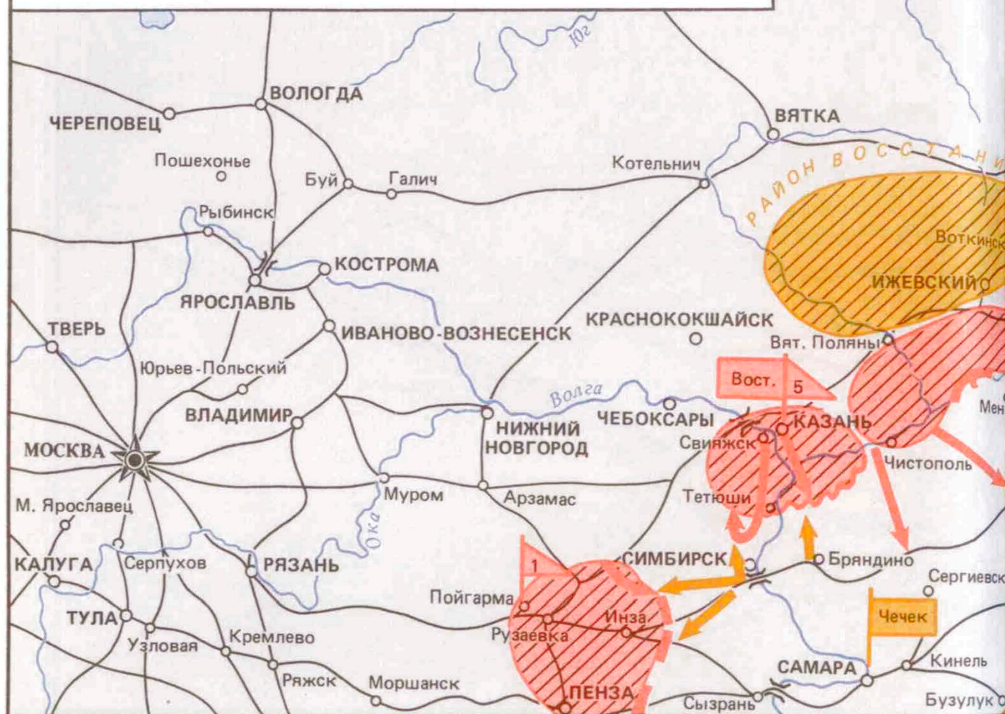 Юг
ВОЛОГДА
ЧЕРЕПОВЕЦ
ВЯТКА
Пошехонье
Буй
Галич
Котельнич
РАЙОН ВОССТАНИ
Рыбинск
Воткинск
КОСТРОМА
ЯРОСЛАВЛЬ
ИЖЕВСКИЙ
ТВЕРЬ
ИВАНОВО-ВОЗНЕСЕНСК
КРАСНОКОКШАЙСК
Вят. Поляны
Юрьев-Польский
Вост.
5
Волга
ЧЕБОКСАРЫ
Мен
ВЛАДИМИР
НИЖНИЙ
НОВГОРОД
КАЗАНЬ
Свияжск
МОСКВА
Чистополь
Муром
Арзамас
Тетюши
М. Ярославец
Ока
КАЛУГА
Серпухов
РЯЗАНЬ
1
СИМБИРСК
Бряндино
Сергиевск
Пойгарма
ТУЛА
Узловая
Кремлево
Рузаевка
Инза
Чечек
Ряжск
Моршанск
САМАРА
Кинель
ПЕНЗА
Сызрань
Бузулук